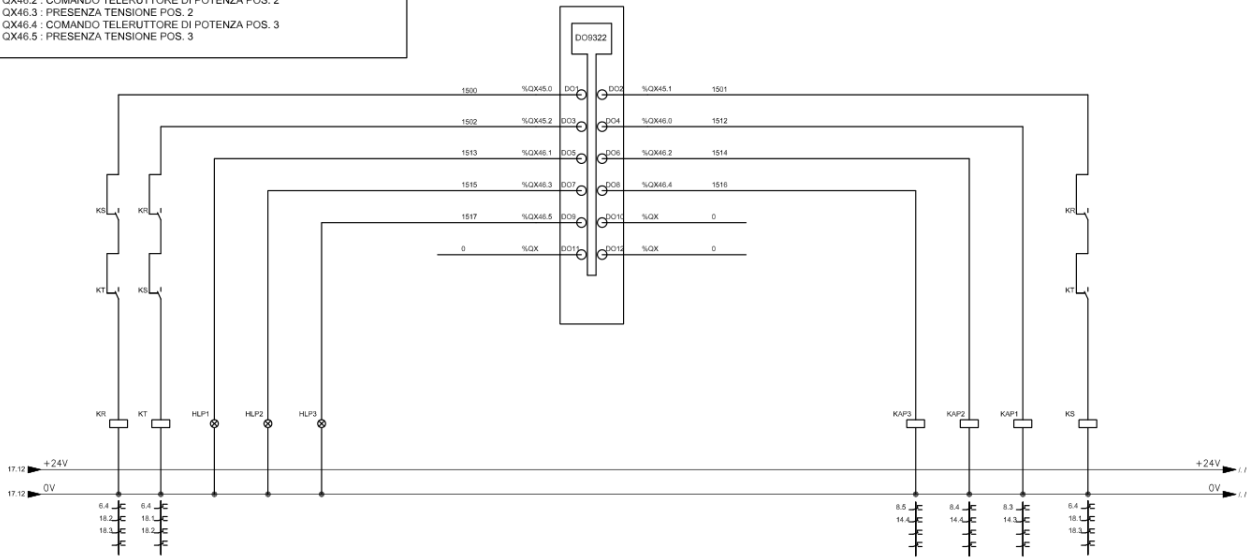 QX46.2 : COMANDO TELERUTTORE DI POTENZA POS. 2
QX46.3 : PRESENZA TENSIONE POS. 2
QX46.4 : COMANDO TELERUTTORE DI POTENZA POS. 3
QX46.5 : PRESENZA TENSIONE POS. 3
DO9322
1500 %QX45.0 DO1 DO2 %QX45.1 1501
1502 %QX45.2 DO3 DO4 %QX46.0 1512
1513 %QX46.1 DO5 DO6 %QX46.2 1514
1515 %QX46.3 DO7 DO8 %QX46.4 1516
1517 %QX46.5 DO9 DO10 %QX 0
0 %QX DO11 DO12 %QX 0
KS KR KR
KT KS KT
KR KT HLP1 HLP2 HLP3 KAP3 KAP2 KAP1 KS
17.12 +24V +24V /./
17.12 0V 0V /./
6.4 6.4 8.5 8.4 8.3 6.4
18.2 18.1 14.4 14.4 14.3 18.1
18.3 18.2 18.3